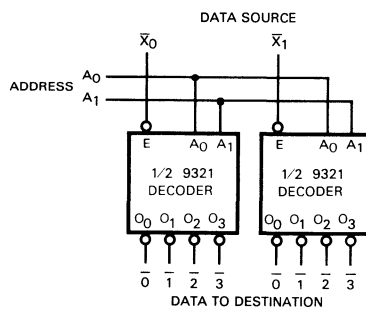 DATA SOURCE
X̅0 X̅1
ADDRESS A0
A1
E A0 A1 E A0 A1
1/2 9321 1/2 9321
DECODER DECODER
O0 O1 O2 O3 O0 O1 O2 O3
0̅ 1̅ 2̅ 3̅ 0̅ 1̅ 2̅ 3̅
DATA TO DESTINATION